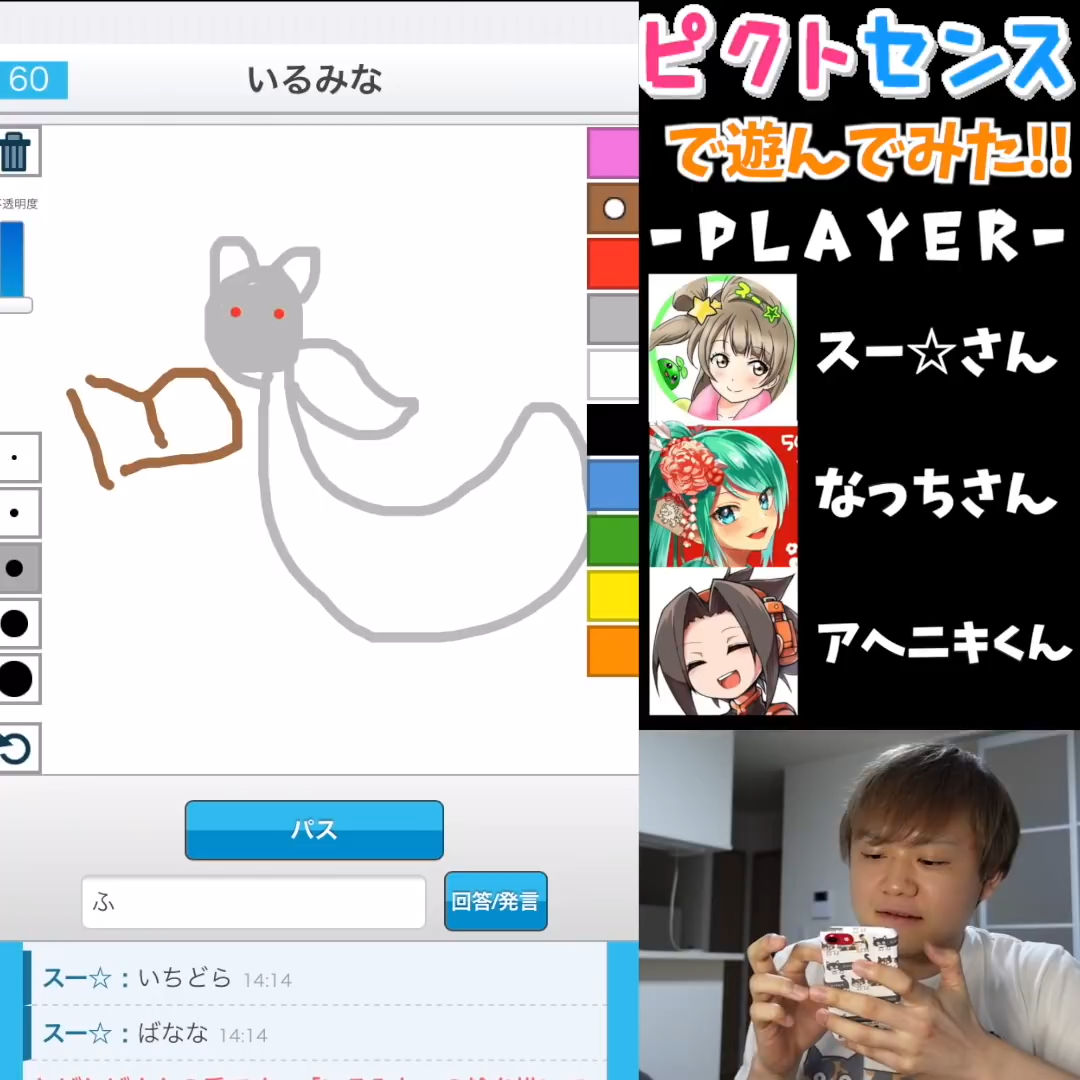 60
いるみな
不透明度
パス
ふ
回答/発言
スー☆：いちどら 14:14
スー☆：ばなな 14:14
ピクトセンス
で遊んでみた!!
-PLAYER-
スー☆さん
なっちさん
アヘニキくん